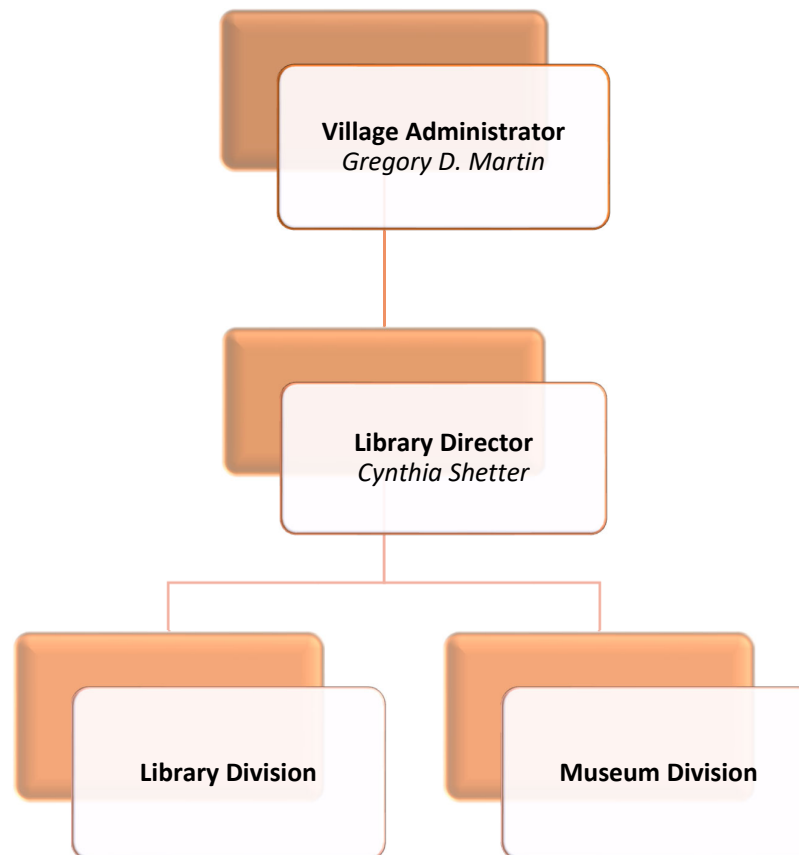 Village Administrator
Gregory D. Martin
Library Director
Cynthia Shetter
Library Division
Museum Division